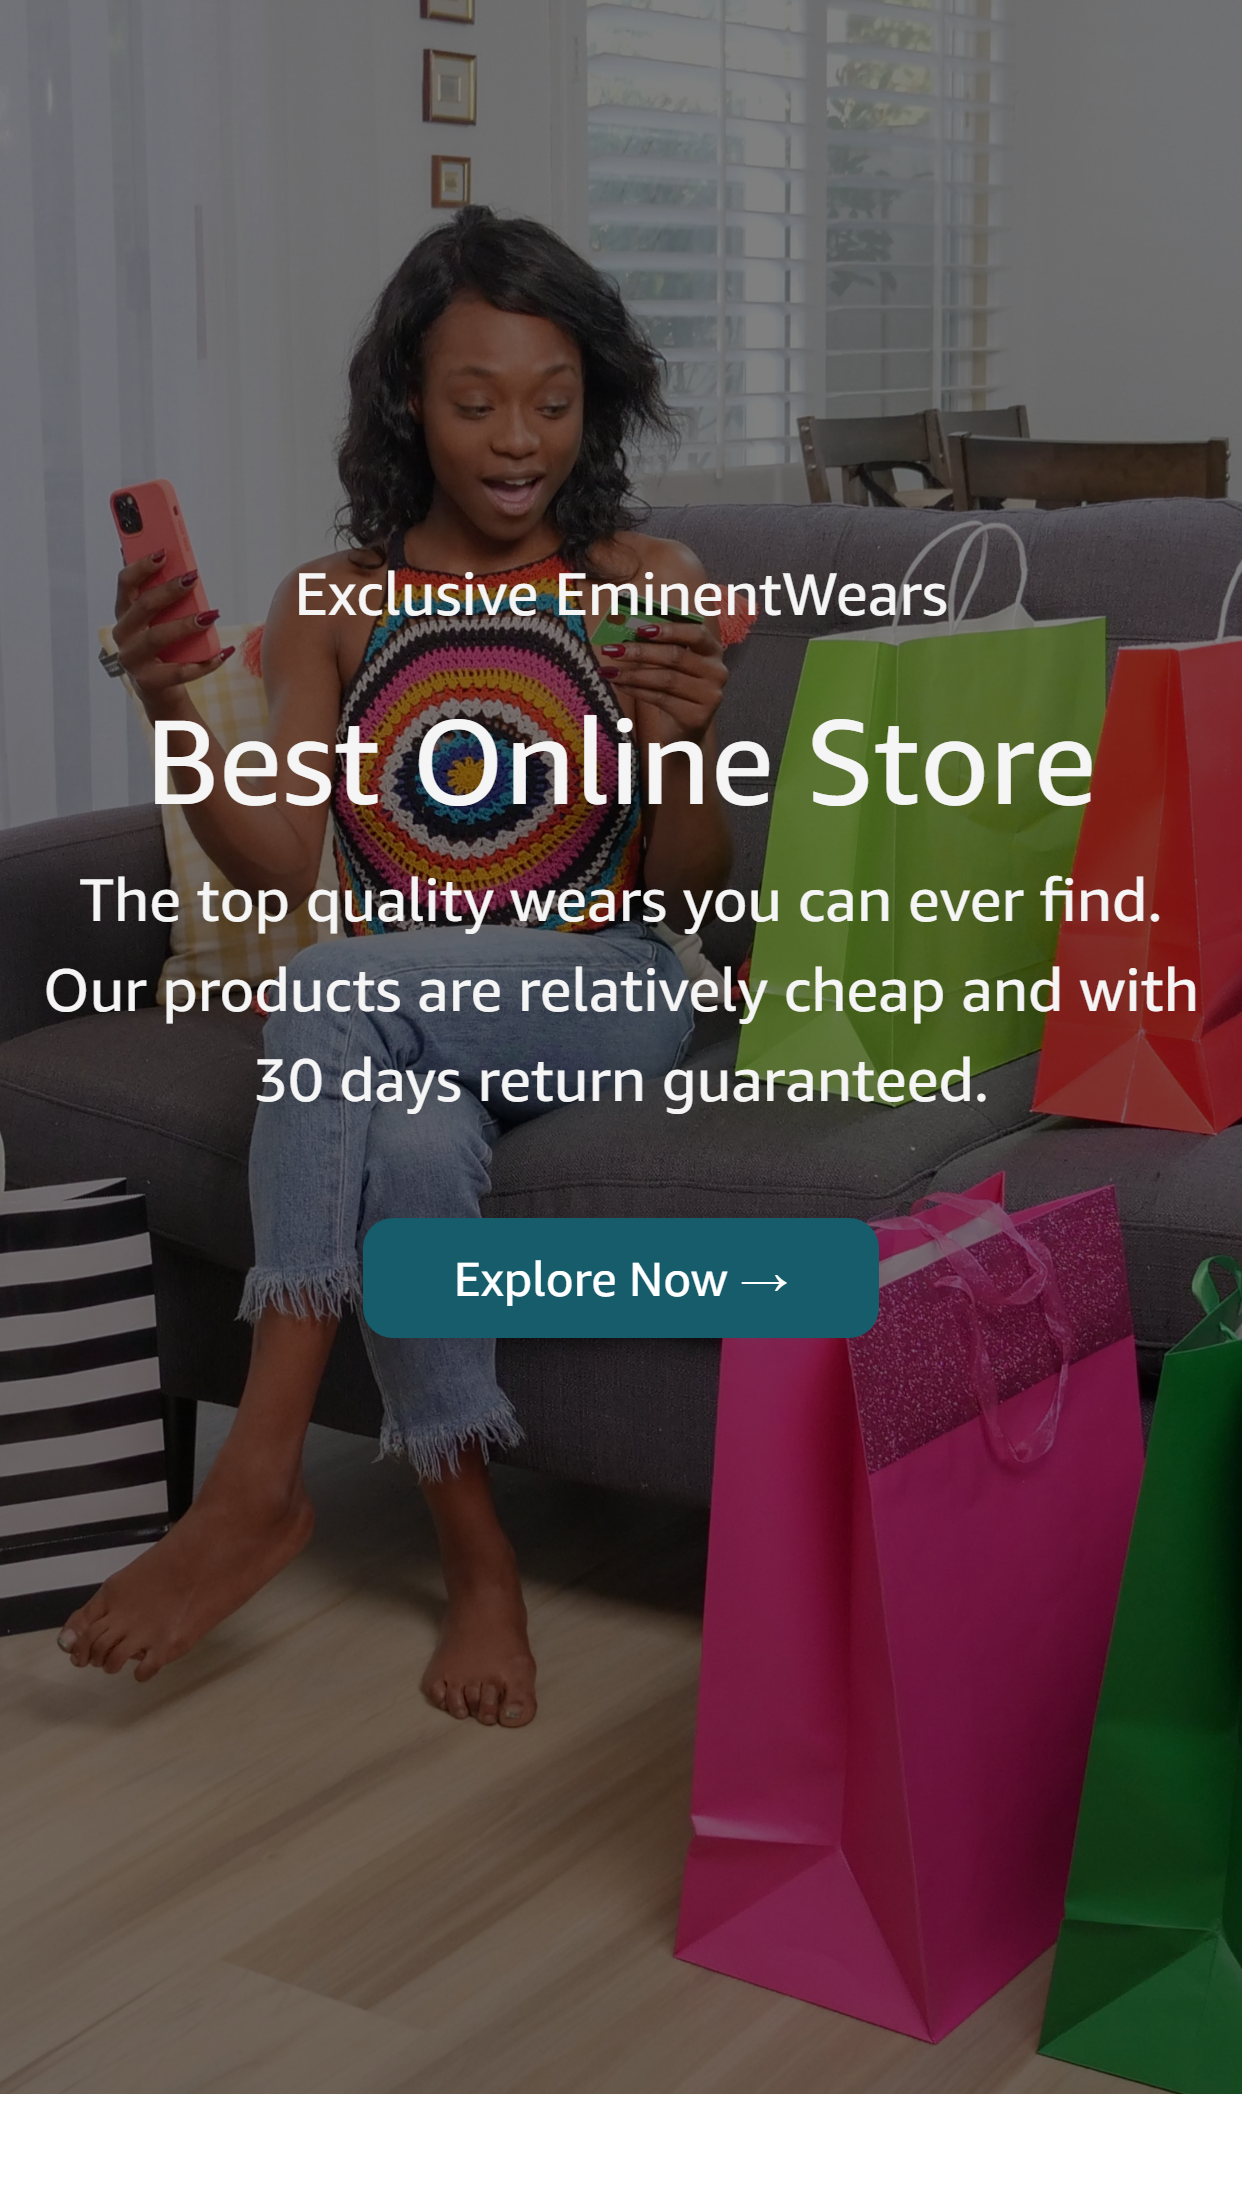 Exclusive EminentWears
Best Online Store
The top quality wears you can ever find.
Our products are relatively cheap and with
30 days return guaranteed.
Explore Now →